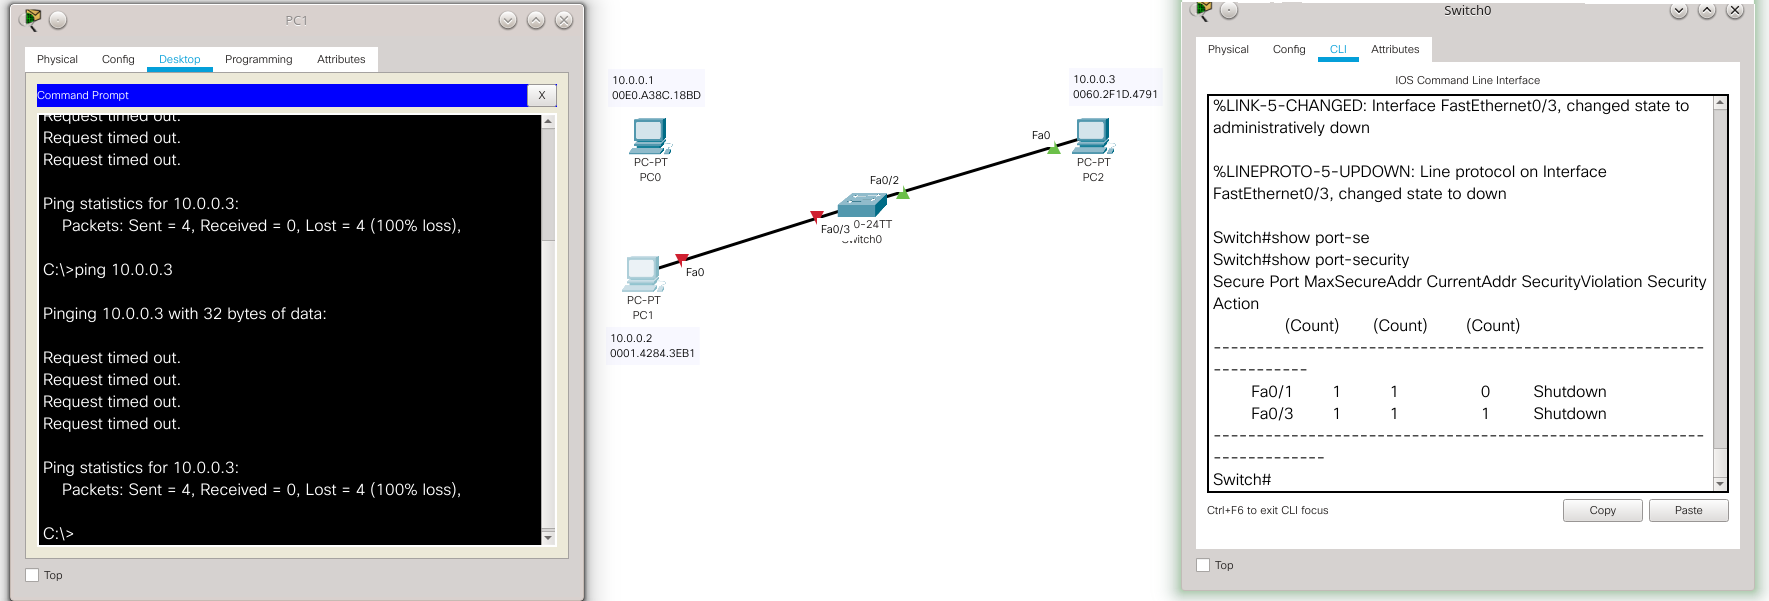 PC1
Physical Config Desktop Programming Attributes
Command Prompt
X
Request timed out.
Request timed out.
Request timed out.
Ping statistics for 10.0.0.3:
Packets: Sent = 4, Received = 0, Lost = 4 (100% loss),
C:\>ping 10.0.0.3
Pinging 10.0.0.3 with 32 bytes of data:
Request timed out.
Request timed out.
Request timed out.
Request timed out.
Ping statistics for 10.0.0.3:
Packets: Sent = 4, Received = 0, Lost = 4 (100% loss),
C:\>
Top
10.0.0.1
00E0.A38C.18BD
PC-PT
PC0
10.0.0.3
0060.2F1D.4791
Fa0
PC-PT
PC2
Fa0/2
0-24TT
Fa0/3
Switch0
Fa0
PC-PT
PC1
10.0.0.2
0001.4284.3EB1
Switch0
Physical Config CLI Attributes
IOS Command Line Interface
%LINK-5-CHANGED: Interface FastEthernet0/3, changed state to
administratively down
%LINEPROTO-5-UPDOWN: Line protocol on Interface
FastEthernet0/3, changed state to down
Switch#show port-se
Switch#show port-security
Secure Port MaxSecureAddr CurrentAddr SecurityViolation Security
Action
(Count) (Count) (Count)
--------------------------------------------------------
-----------
Fa0/1 1 1 0 Shutdown
Fa0/3 1 1 1 Shutdown
--------------------------------------------------------
-------------
Switch#
Ctrl+F6 to exit CLI focus
Copy
Paste
Top